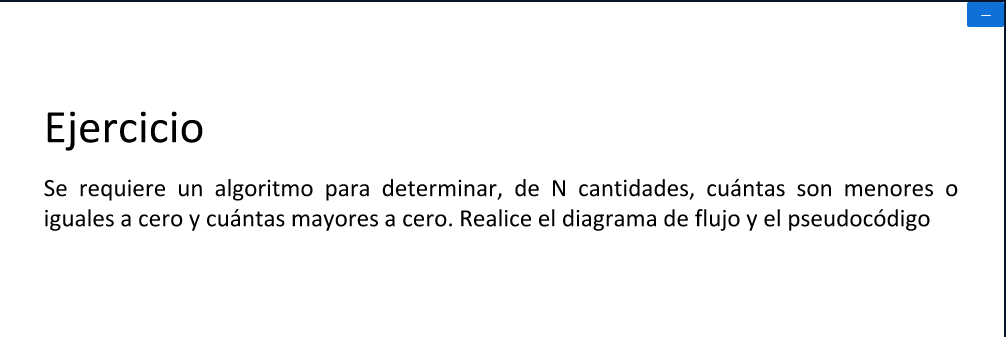 Ejercicio
Se requiere un algoritmo para determinar, de N cantidades, cuántas son menores o
iguales a cero y cuántas mayores a cero. Realice el diagrama de flujo y el pseudocódigo